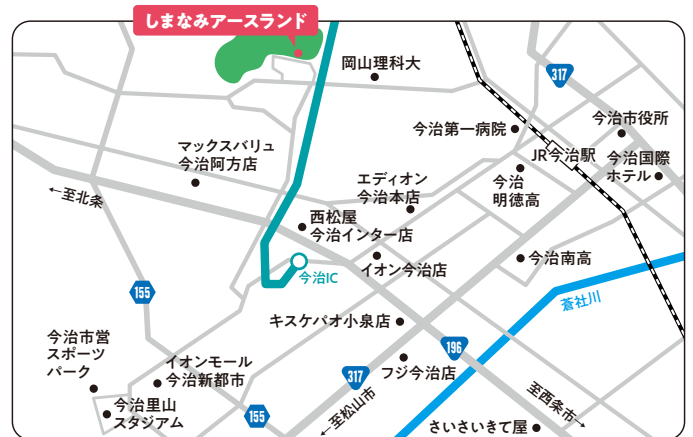 しまなみアースランド
岡山理科大
317
今治市役所
今治第一病院
JR今治駅
今治国際
ホテル
マックスバリュ
今治阿方店
エディオン
今治本店
今治
明徳高
←至北条
西松屋
今治インター店
今治IC
イオン今治店
今治南高
蒼社川
155
キスケパオ小泉店
196
今治市営
スポーツ
パーク
イオンモール
今治新都市
317
フジ今治店
今治里山
スタジアム
155
←至松山市
至西条市→
さいさいきて屋